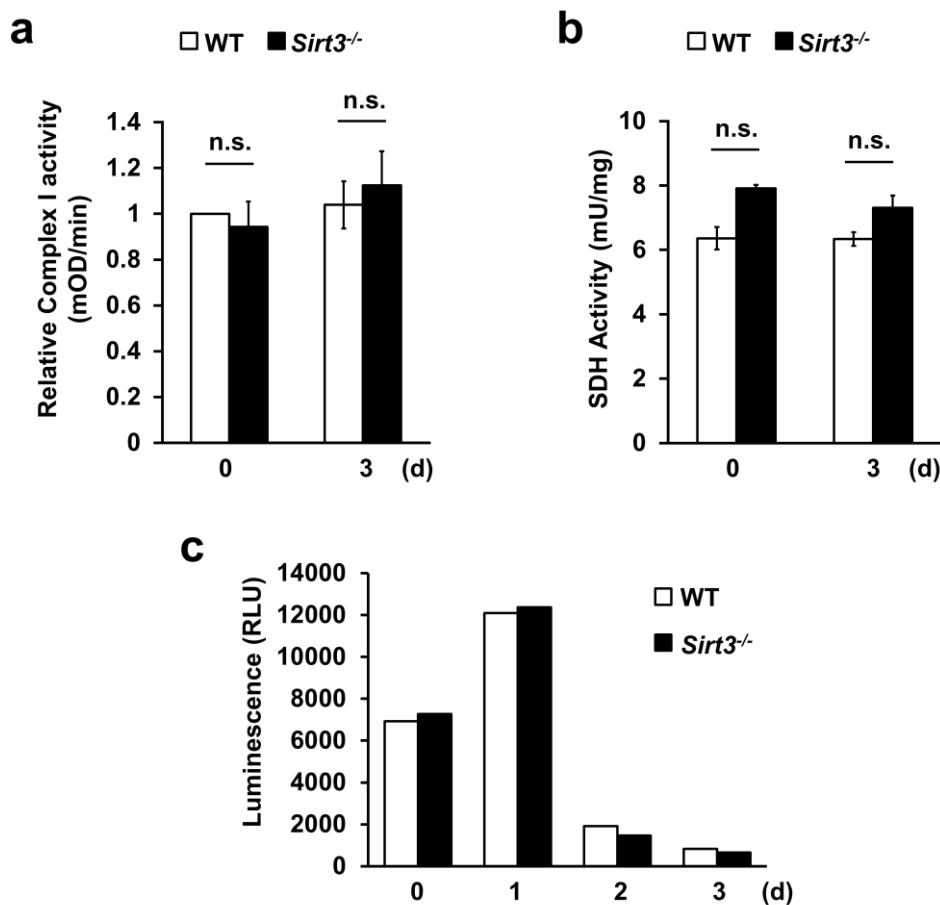 a
WT Sirt3-/-
Relative Complex I activity
(mOD/min)
1.4
1.2
1
0.8
0.6
0.4
0.2
0
n.s.
n.s.
0 3 (d)
b
WT Sirt3-/-
SDH Activity (mU/mg)
10
8
6
4
2
0
n.s.
n.s.
0 3 (d)
c
Luminescence (RLU)
14000
12000
10000
8000
6000
4000
2000
0
WT
Sirt3-/-
0 1 2 3 (d)